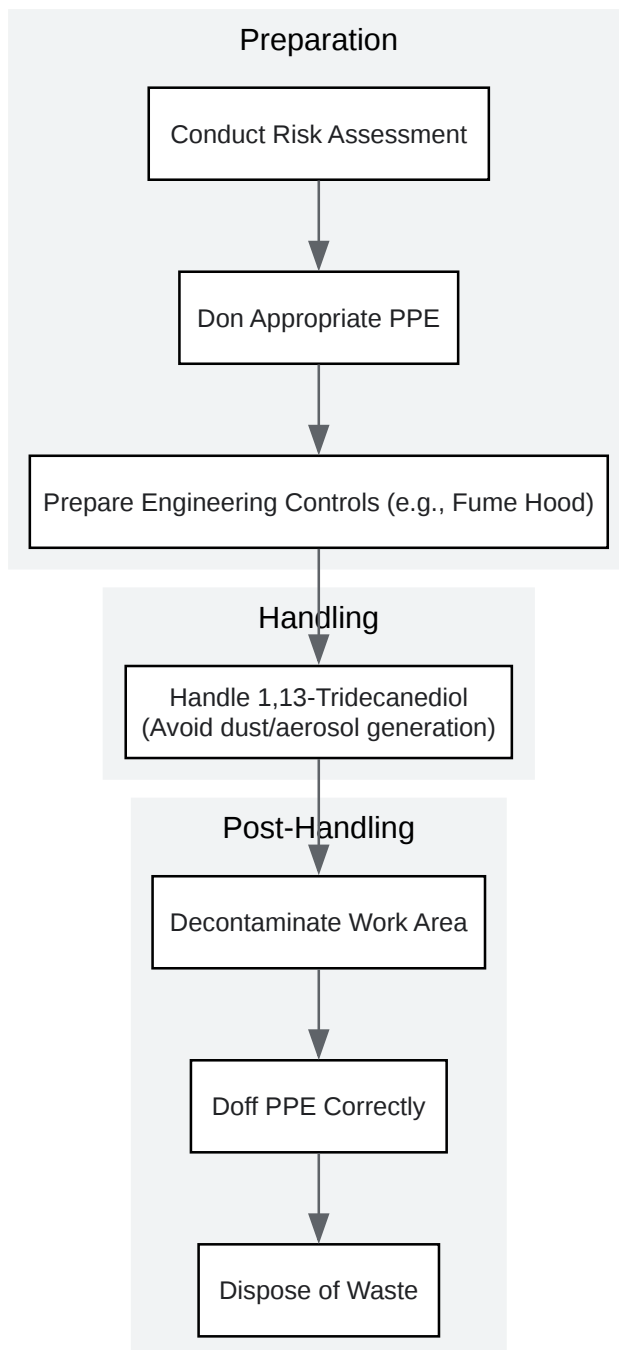 Preparation
Conduct Risk Assessment
Don Appropriate PPE
Prepare Engineering Controls (e.g., Fume Hood)
Handling
Handle 1,13-Tridecanediol
(Avoid dust/aerosol generation)
Post-Handling
Decontaminate Work Area
Doff PPE Correctly
Dispose of Waste